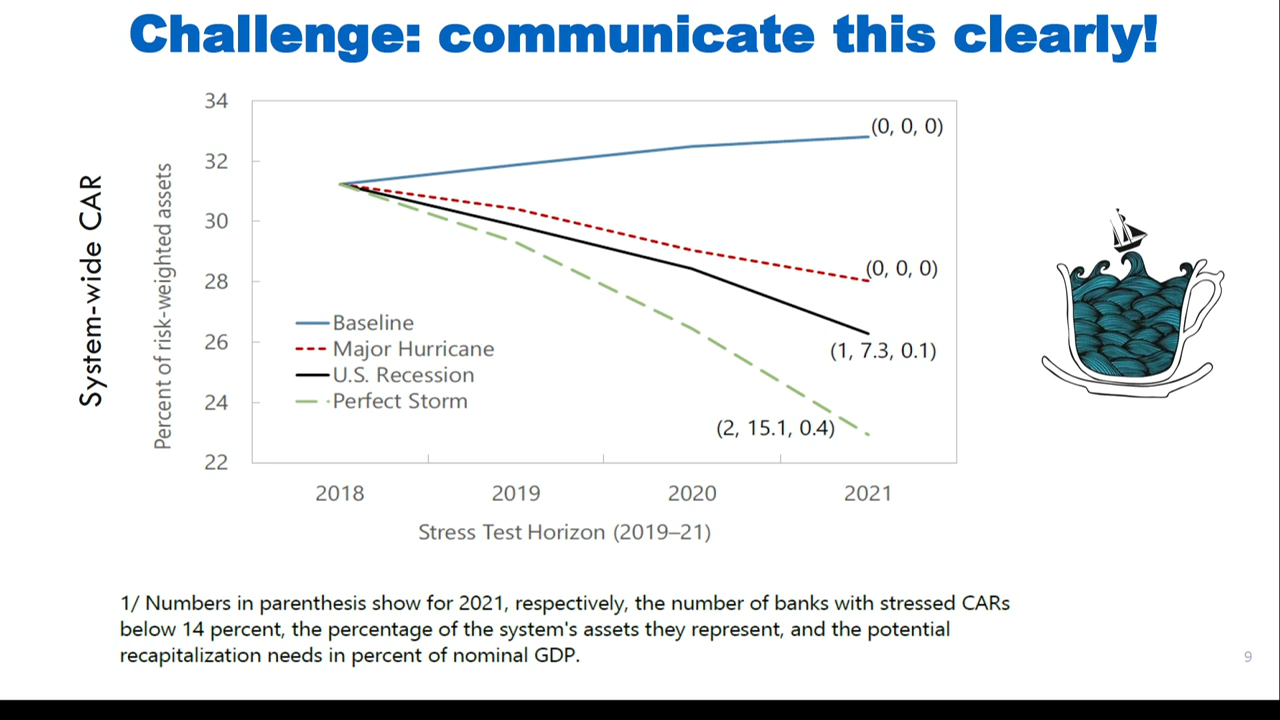 Challenge: communicate this clearly!
System-wide CAR
Percent of risk-weighted assets
34
32
30
28
26
24
22
(0, 0, 0)
(0, 0, 0)
(1, 7.3, 0.1)
(2, 15.1, 0.4)
Baseline
Major Hurricane
U.S. Recession
Perfect Storm
2018 2019 2020 2021
Stress Test Horizon (2019–21)
1/ Numbers in parenthesis show for 2021, respectively, the number of banks with stressed CARs
below 14 percent, the percentage of the system's assets they represent, and the potential
recapitalization needs in percent of nominal GDP.
9